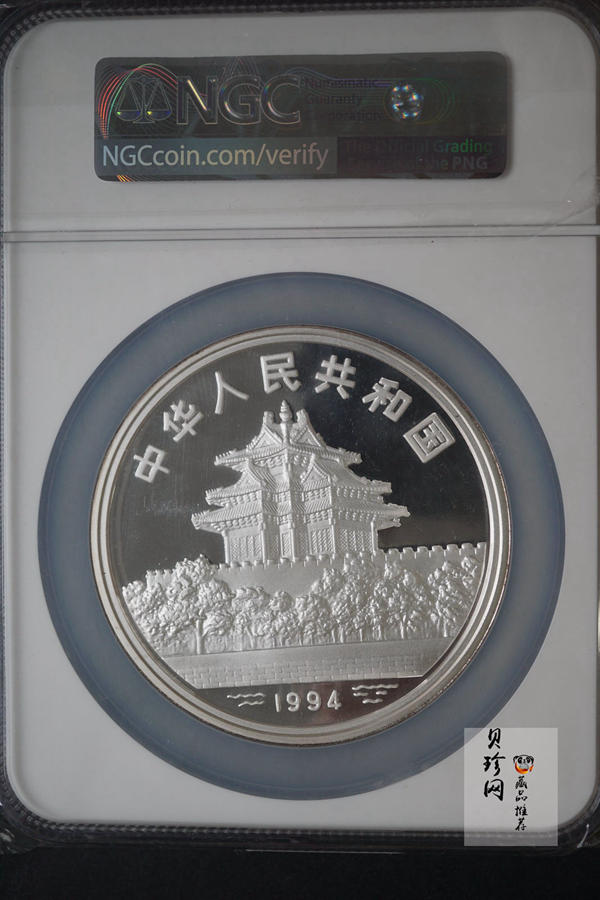 NGC
Numismatic
Guaranty
Corporation
NGCcoin.com/verify
The Official Grading
Service of the PNG
中华人民共和国
1994
贝珍网
藏品
推荐